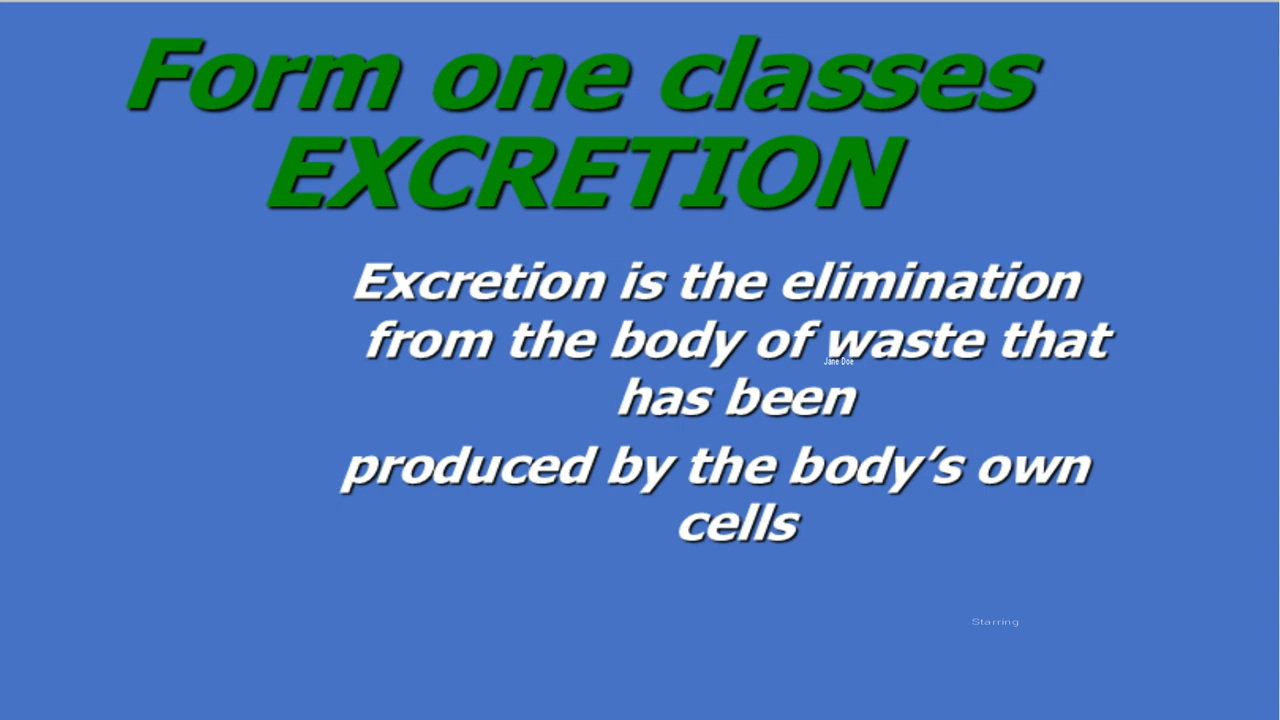 Form one classes
EXCRETION
Excretion is the elimination
from the body of waste that
Jane Doe
has been
produced by the body’s own
cells
Starring